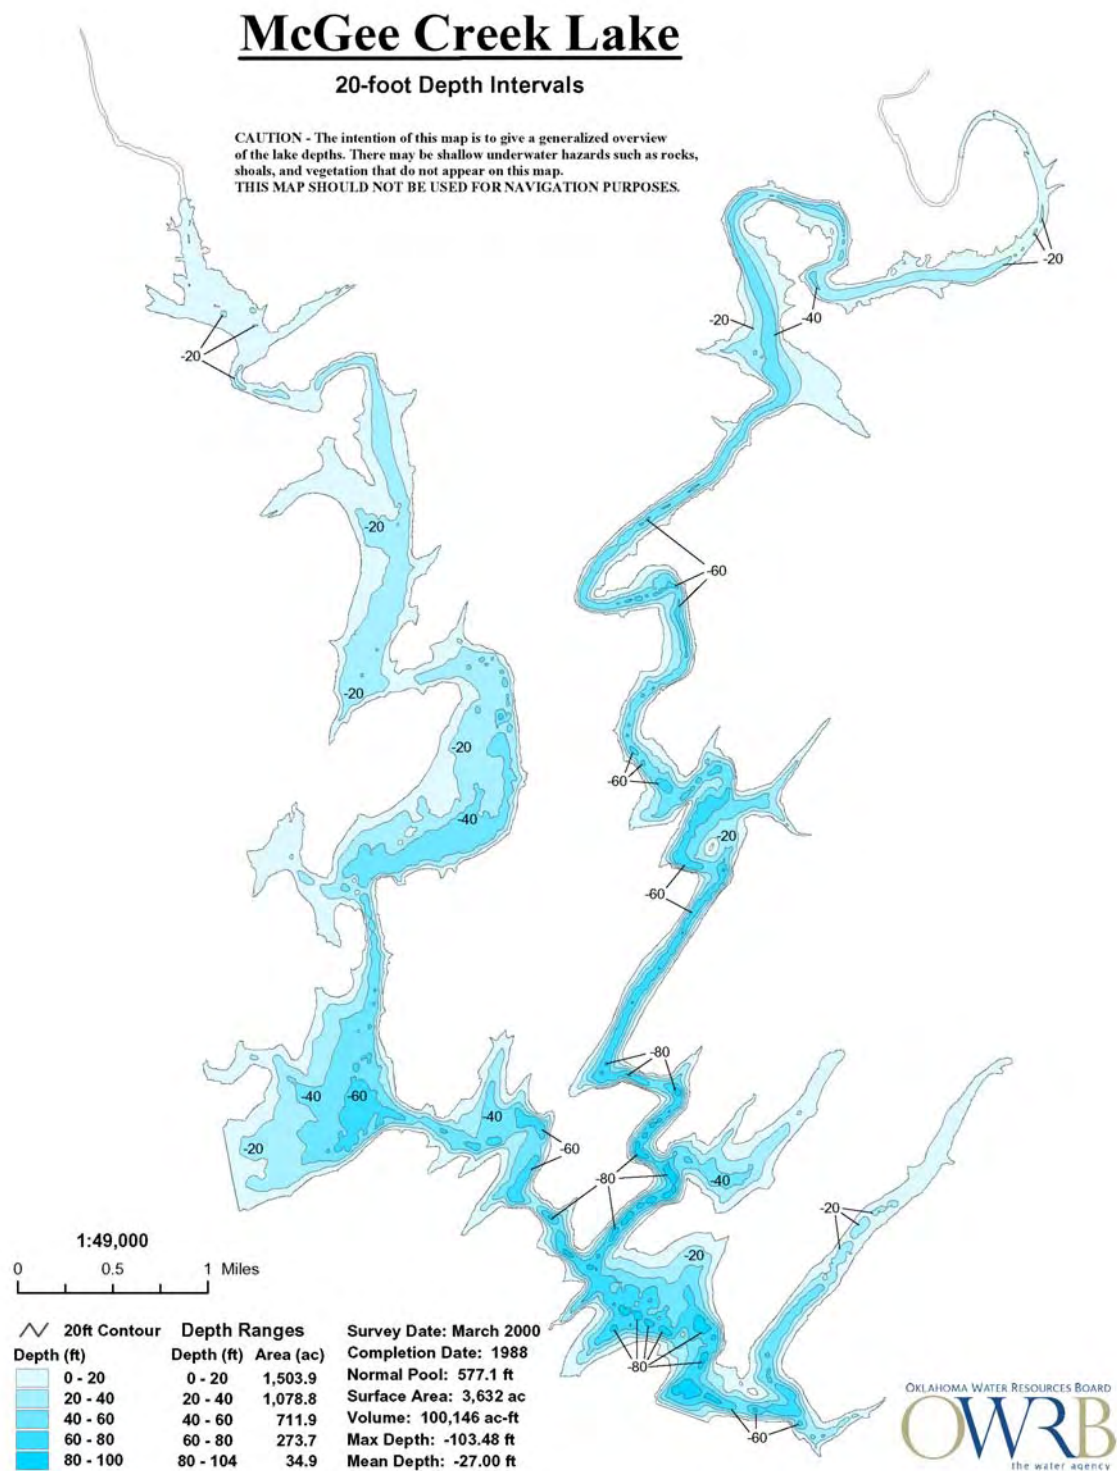 McGee Creek Lake
20-foot Depth Intervals
CAUTION - The intention of this map is to give a generalized overview
of the lake depths. There may be shallow underwater hazards such as rocks,
shoals, and vegetation that do not appear on this map.
THIS MAP SHOULD NOT BE USED FOR NAVIGATION PURPOSES.
-20
-20
-40
-20
-20
-60
-20
-20
-60
-40
-20
-60
-80
-40
-60
-40
-20
-60
-80
-40
-20
-20
-80
-60
1:49,000
0 0.5 1 Miles
20ft Contour
Depth (ft)
0 - 20
20 - 40
40 - 60
60 - 80
80 - 100
Depth Ranges
Depth (ft) Area (ac)
0 - 20 1,503.9
20 - 40 1,078.8
40 - 60 711.9
60 - 80 273.7
80 - 104 34.9
Survey Date: March 2000
Completion Date: 1988
Normal Pool: 577.1 ft
Surface Area: 3,632 ac
Volume: 100,146 ac-ft
Max Depth: -103.48 ft
Mean Depth: -27.00 ft
OKLAHOMA WATER RESOURCES BOARD
OWRB
the water agency